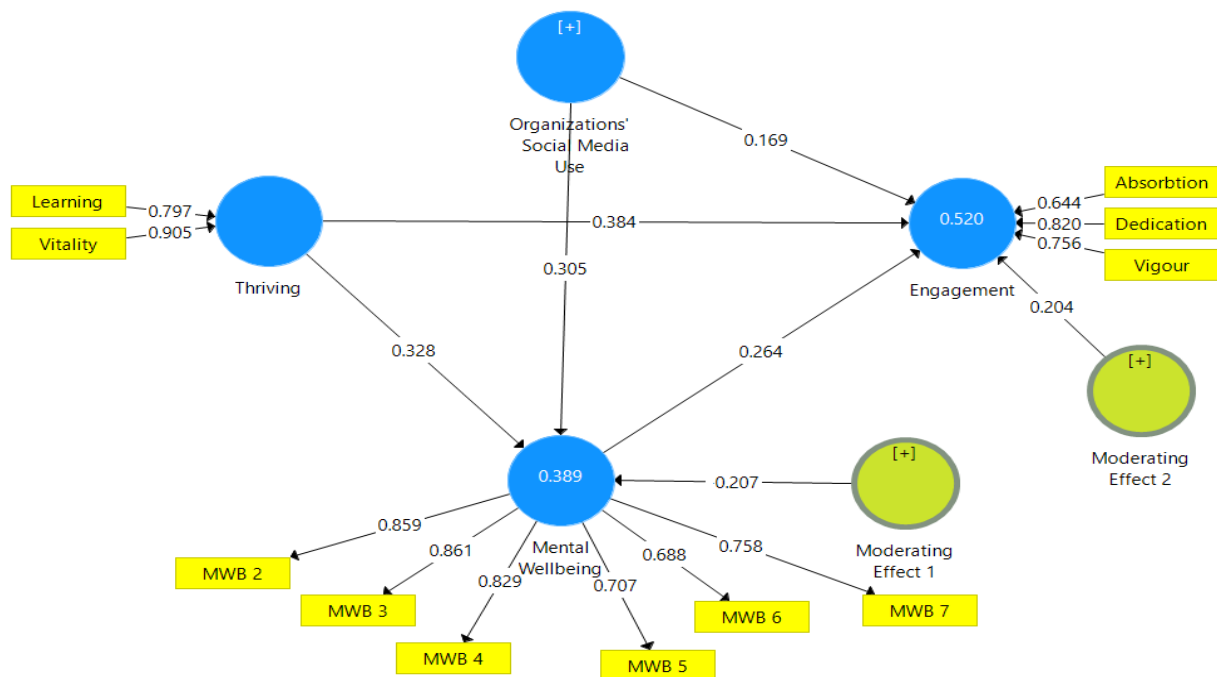 [+]
Organizations'
Social Media
Use
0.169
Learning
0.797
Vitality
0.905
Thriving
0.384
0.305
0.328
0.520
Engagement
Absorbtion
0.644
Dedication
0.820
Vigour
0.756
0.204
[+]
Moderating
Effect 2
0.264
0.389
Mental
Wellbeing
0.207
[+]
Moderating
Effect 1
0.859
MWB 2
0.861
MWB 3
0.829
MWB 4
0.707
MWB 5
0.688
MWB 6
0.758
MWB 7